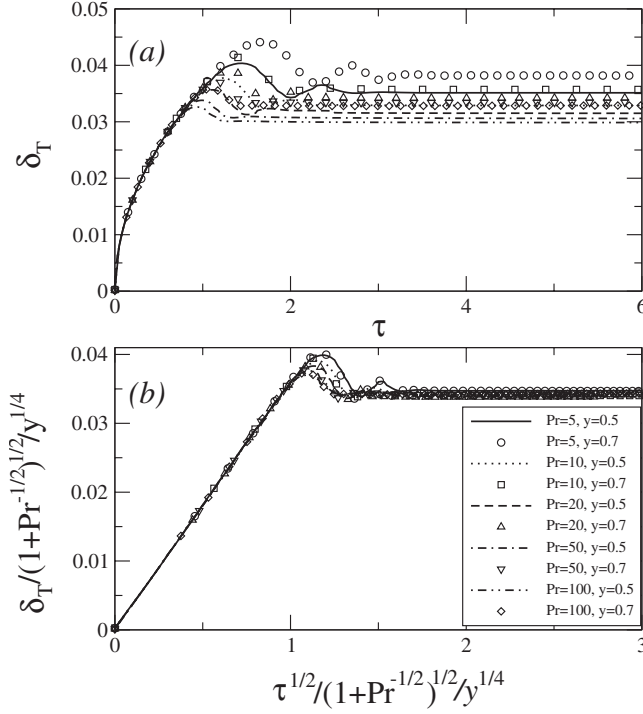 0.05
(a)
0.04
0.03
δ_T
0.02
0.01
0
0
2
4
6
τ
0.04
(b)
0.03
0.02
0.01
0
δ_T/(1+Pr^{-1/2})^{1/2}/y^{1/4}
Pr=5, y=0.5
Pr=5, y=0.7
Pr=10, y=0.5
Pr=10, y=0.7
Pr=20, y=0.5
Pr=20, y=0.7
Pr=50, y=0.5
Pr=50, y=0.7
Pr=100, y=0.5
Pr=100, y=0.7
0
1
2
3
τ^{1/2}/(1+Pr^{-1/2})^{1/2}/y^{1/4}